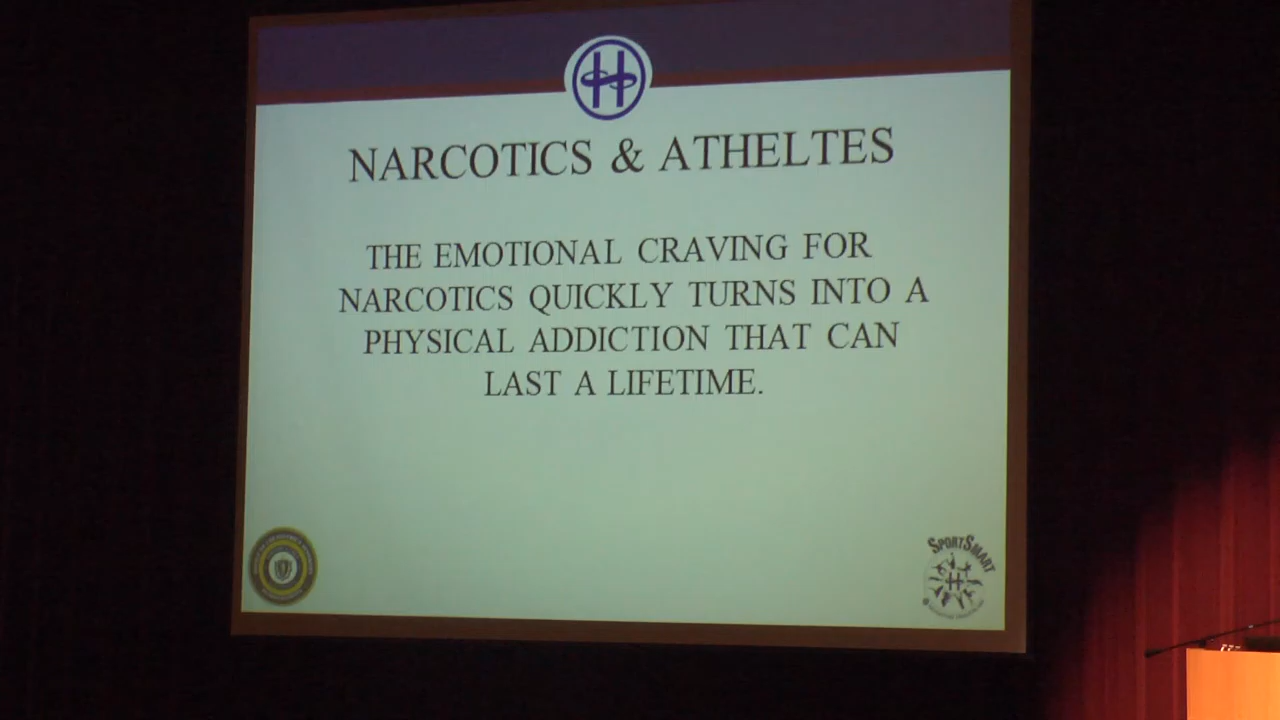 H
NARCOTICS & ATHELTES
THE EMOTIONAL CRAVING FOR
NARCOTICS QUICKLY TURNS INTO A
PHYSICAL ADDICTION THAT CAN
LAST A LIFETIME.
SPORTSMART
H